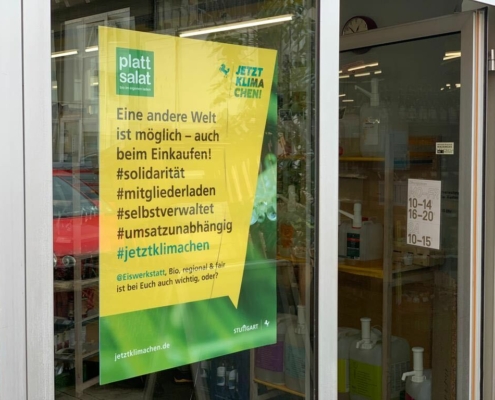 platt
salat
JETZT
KLIMA
CHEN!
Eine andere Welt
ist möglich – auch
beim Einkaufen!
#solidarität
#mitgliederladen
#selbstverwaltet
#umsatzunabhängig
#jetztklimachen
@Eiswerkstatt, Bio, regional & fair
ist bei Euch auch wichtig, oder?
STUTTGART
jetztklimachen.de
10–14
16–20
10–15